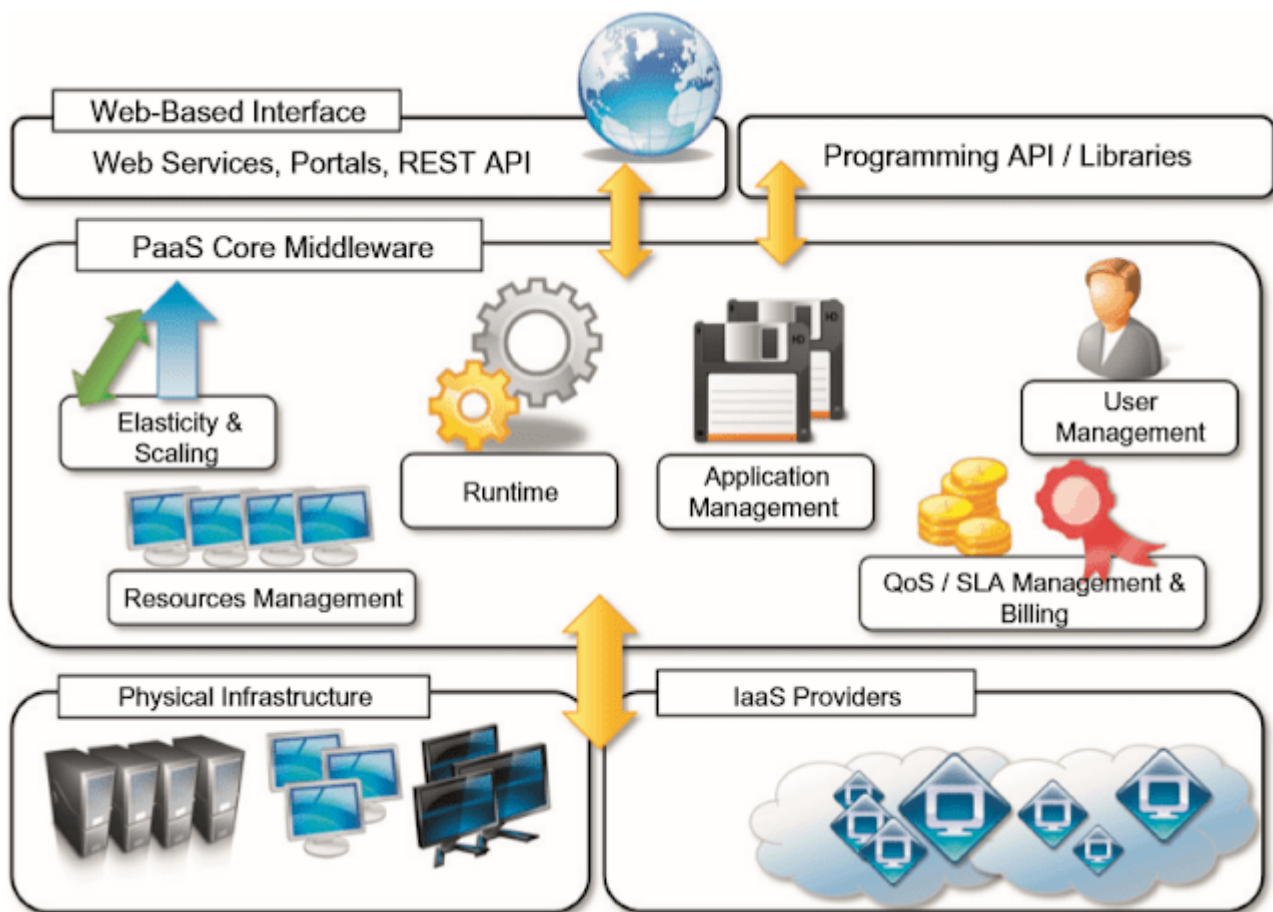 Web-Based Interface
Web Services, Portals, REST API
Programming API / Libraries
PaaS Core Middleware
Elasticity &
Scaling
Runtime
Application
Management
User
Management
Resources Management
QoS / SLA Management &
Billing
Physical Infrastructure
IaaS Providers